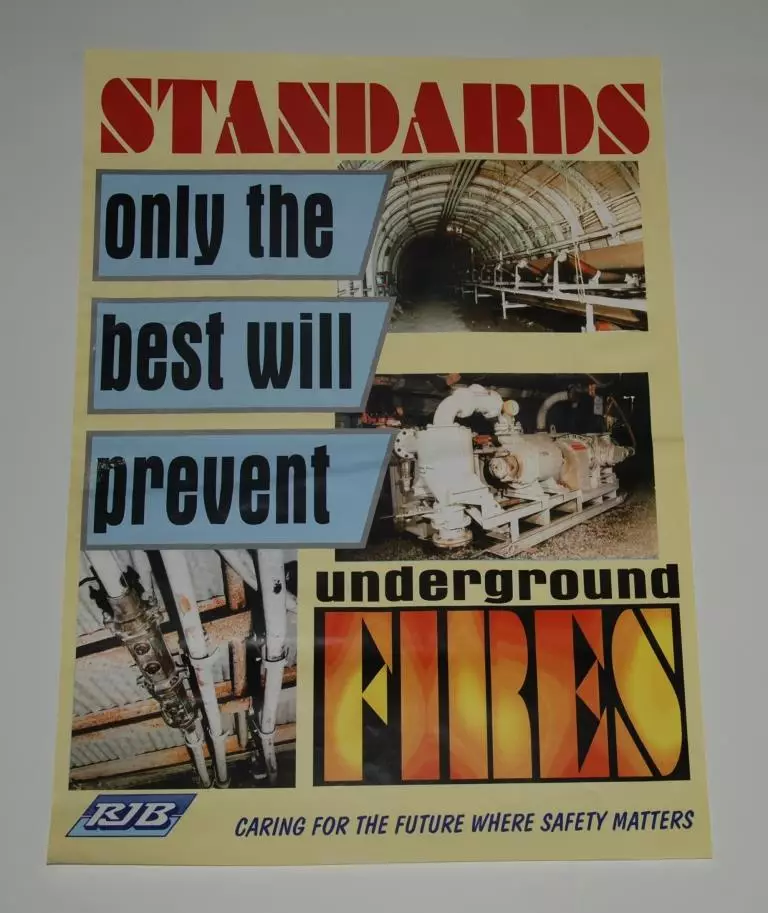 STANDARDS
only the
best will
prevent
underground
FIRES
RJB
CARING FOR THE FUTURE WHERE SAFETY MATTERS